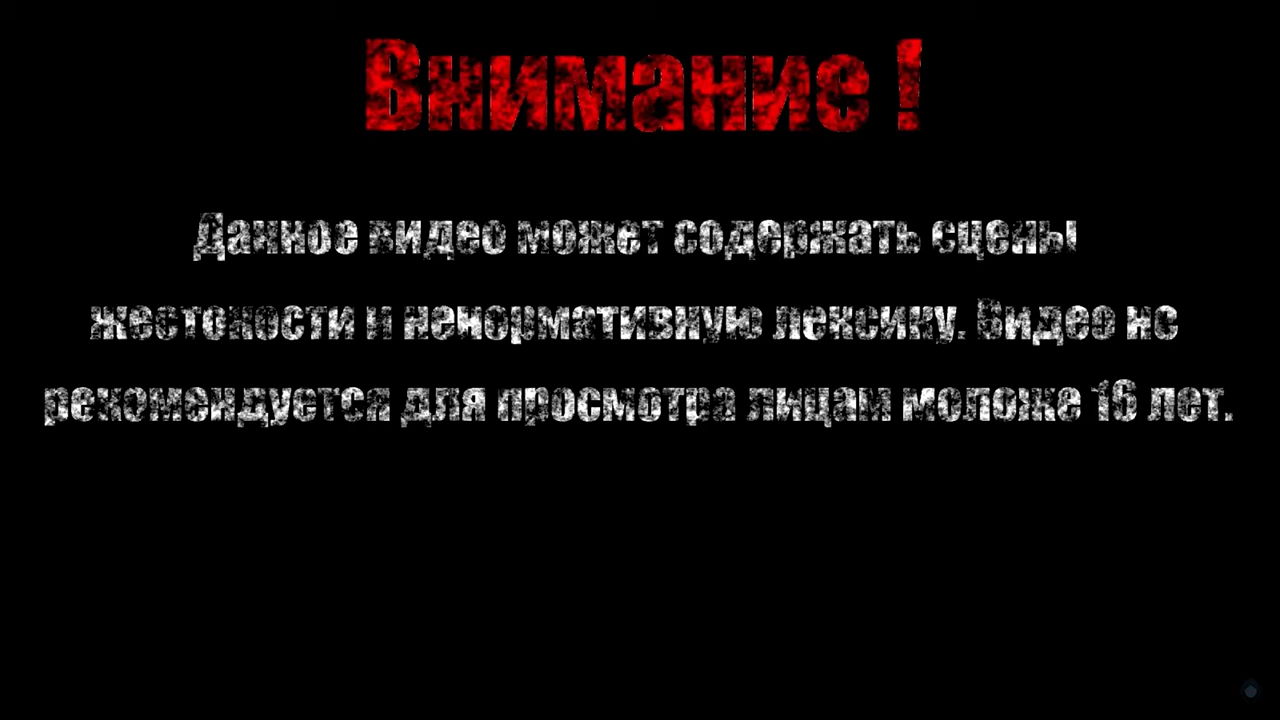 Внимание !
Данное видео может содержать сцены
жестокости и ненормативную лексику. Видео не
рекомендуется для просмотра лицам моложе 16 лет.